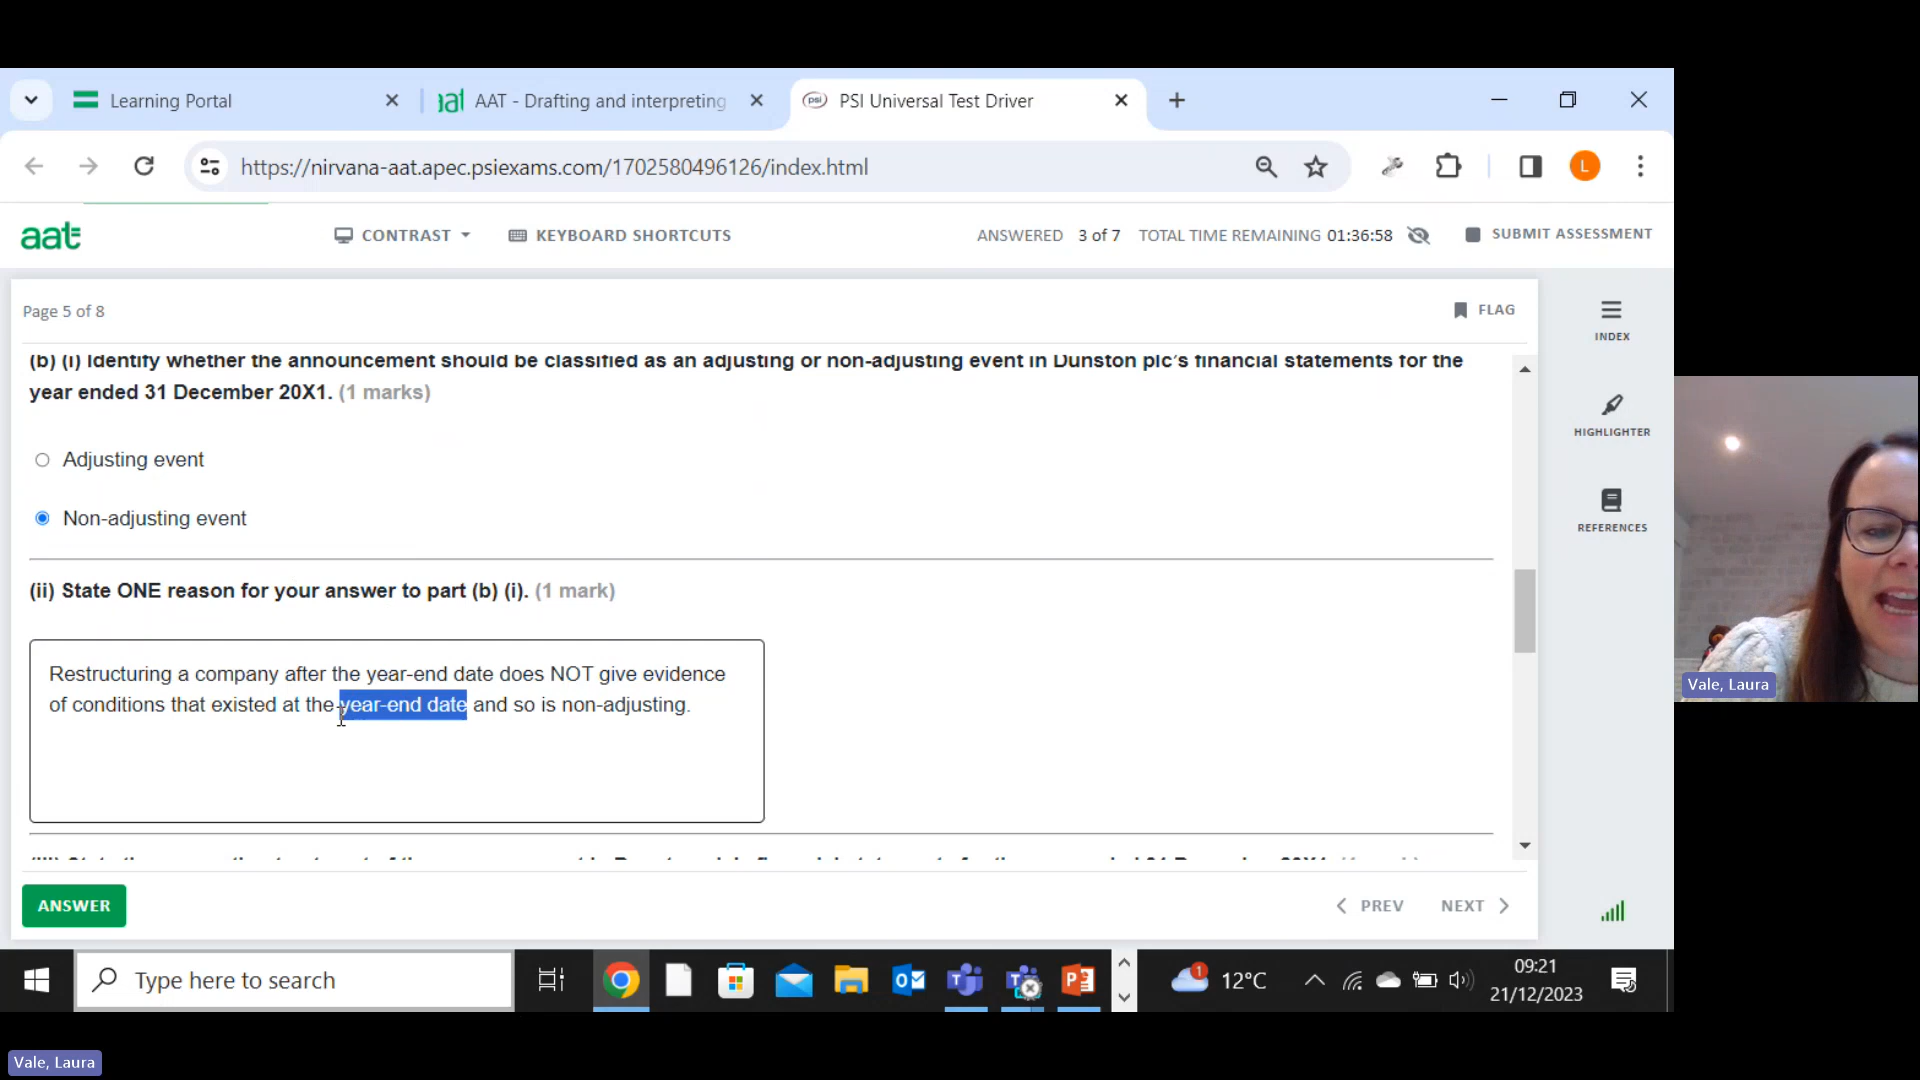 Learning Portal
AAT - Drafting and interpreting
psi PSI Universal Test Driver
https://nirvana-aat.apec.psiexams.com/1702580496126/index.html
L
aat
CONTRAST
KEYBOARD SHORTCUTS
ANSWERED 3 of 7 TOTAL TIME REMAINING 01:36:58
SUBMIT ASSESSMENT
Page 5 of 8
FLAG
(b) (i) Identify whether the announcement should be classified as an adjusting or non-adjusting event in Dunston plc's financial statements for the
year ended 31 December 20X1. (1 marks)
Adjusting event
Non-adjusting event
(ii) State ONE reason for your answer to part (b) (i). (1 mark)
Restructuring a company after the year-end date does NOT give evidence
of conditions that existed at the year-end date and so is non-adjusting.
INDEX
HIGHLIGHTER
REFERENCES
ANSWER
PREV
NEXT
Vale, Laura
Type here to search
1
12°C
09:21
21/12/2023
Vale, Laura